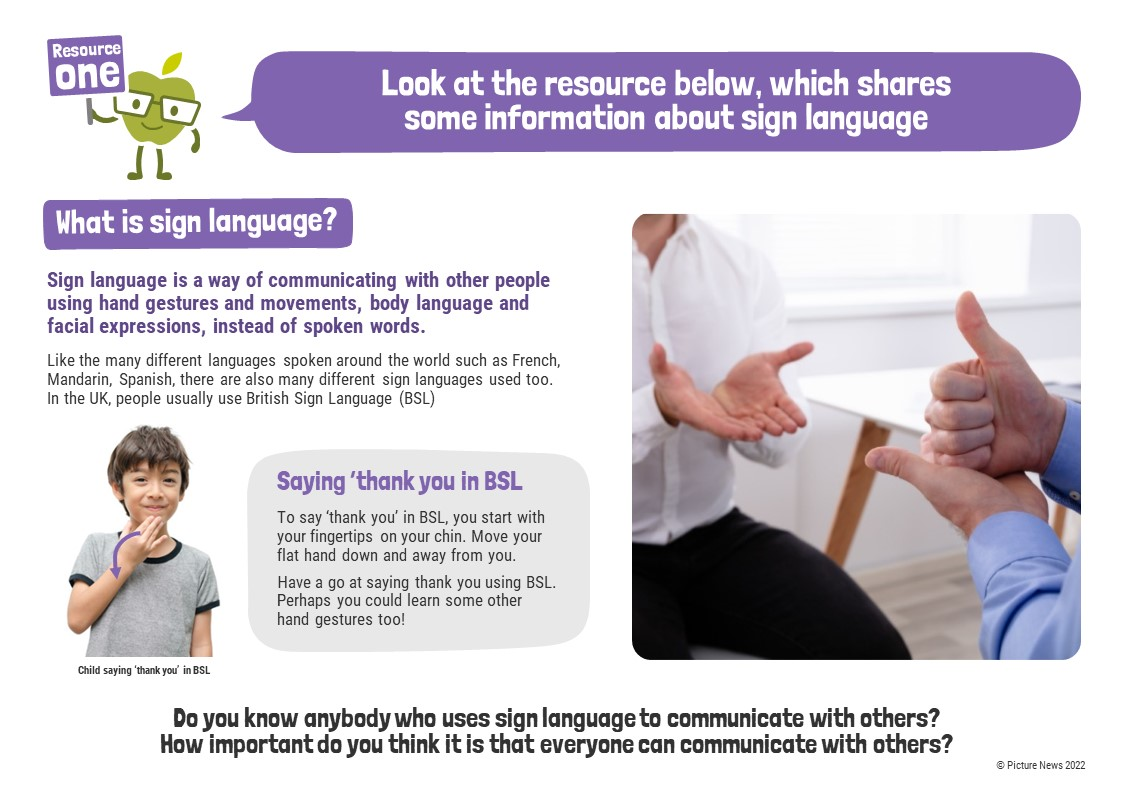 Resource
one
Look at the resource below, which shares
some information about sign language
What is sign language?
Sign language is a way of communicating with other people
using hand gestures and movements, body language and
facial expressions, instead of spoken words.
Like the many different languages spoken around the world such as French,
Mandarin, Spanish, there are also many different sign languages used too.
In the UK, people usually use British Sign Language (BSL)
Saying ‘thank you in BSL
To say ‘thank you’ in BSL, you start with
your fingertips on your chin. Move your
flat hand down and away from you.
Have a go at saying thank you using BSL.
Perhaps you could learn some other
hand gestures too!
Child saying ‘thank you’ in BSL
Do you know anybody who uses sign language to communicate with others?
How important do you think it is that everyone can communicate with others?
© Picture News 2022